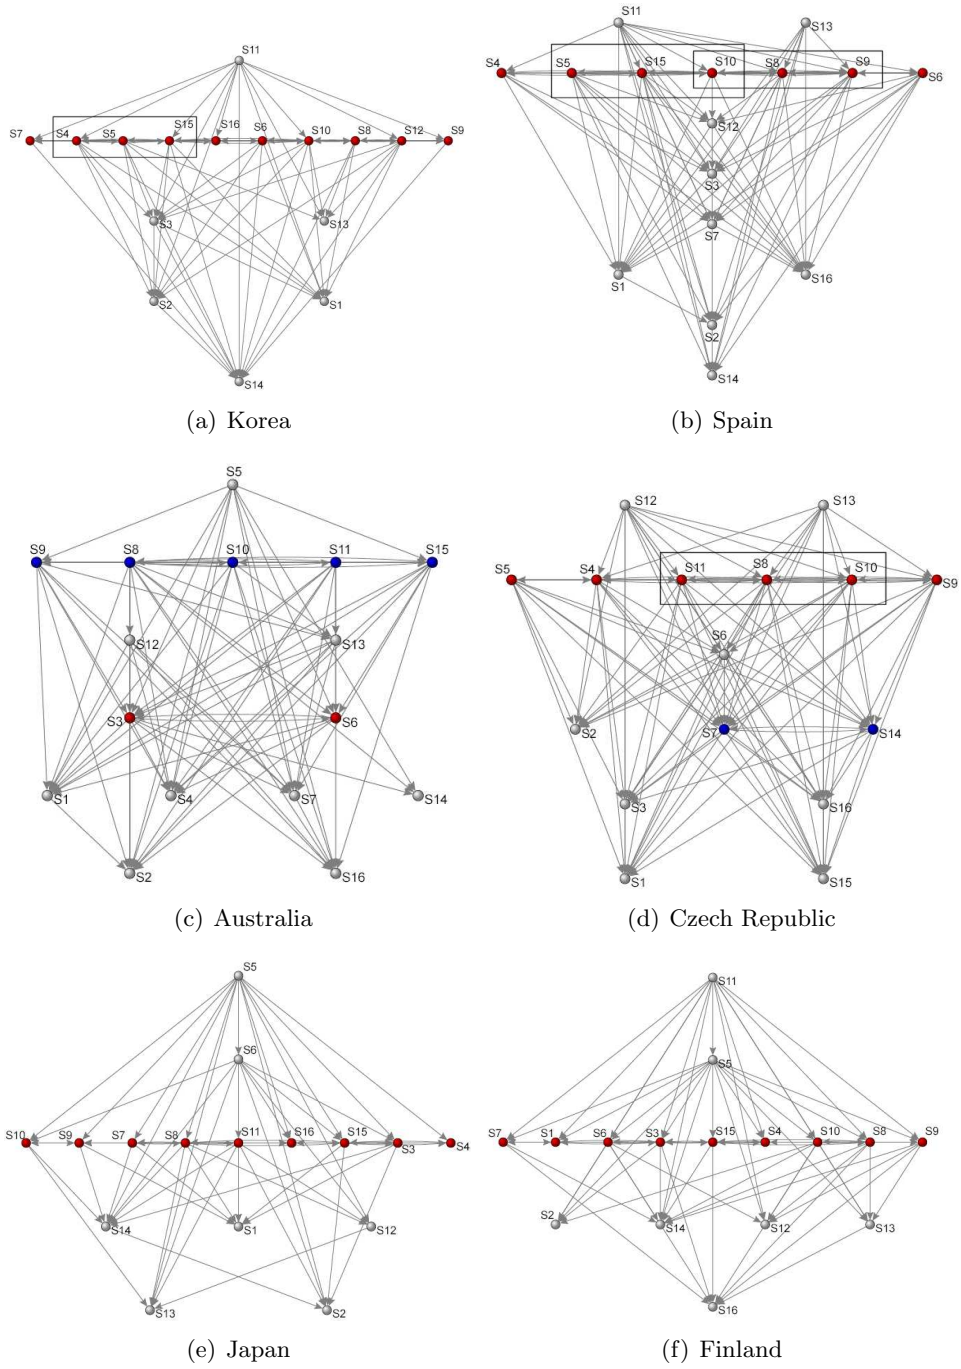 S11
S7 S4 S5 S15 S16 S6 S10 S8 S12 S9
S3 S13
S2 S1
S14
(a) Korea
S11 S13
S4 S5 S15 S10 S8 S9 S6
S12
S3
S7
S1 S16
S2
S14
(b) Spain
S5
S9 S8 S10 S11 S15
S12 S13
S3 S6
S1 S4 S7 S14
S2 S16
(c) Australia
S12 S13
S5 S4 S11 S8 S10 S9
S6
S2 S7 S14
S3 S16
S1 S15
(d) Czech Republic
S5
S6
S10 S9 S7 S8 S11 S16 S15 S3 S4
S14 S1 S12
S13 S2
(e) Japan
S11
S5
S7 S1 S6 S3 S15 S4 S10 S8 S9
S2 S14 S12 S13
S16
(f) Finland